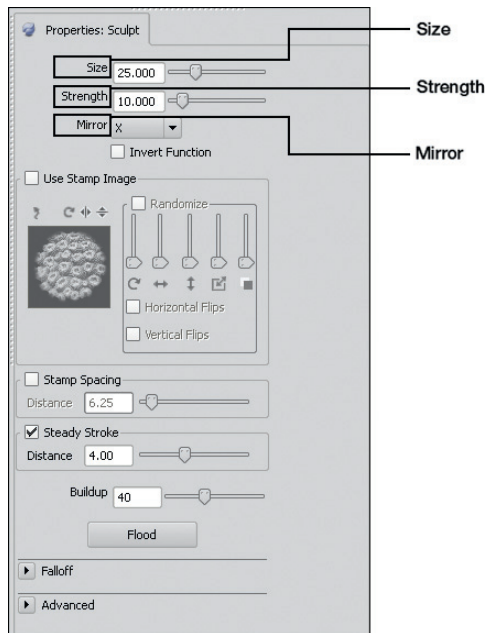 Properties: Sculpt
Size 25.000
Size
Strength 10.000
Strength
Mirror X
Mirror
Invert Function
Use Stamp Image
Randomize
Horizontal Flips
Vertical Flips
Stamp Spacing
Distance 6.25
Steady Stroke
Distance 4.00
Buildup 40
Flood
Falloff
Advanced